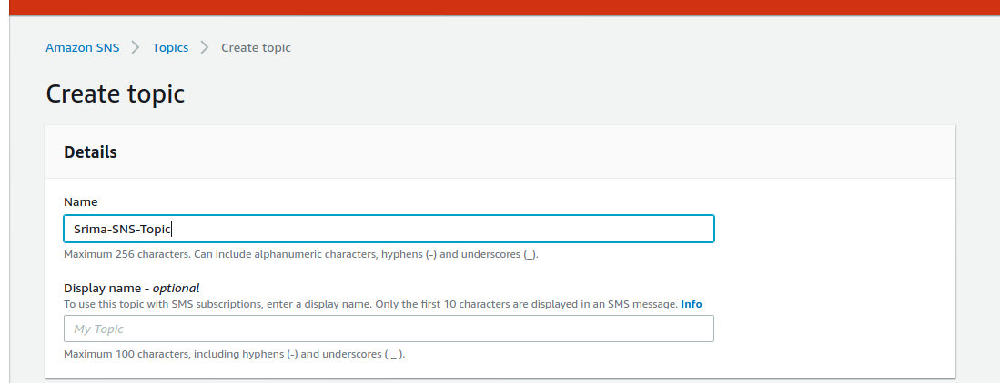 Amazon SNS > Topics > Create topic
Create topic
Details
Name
Srima-SNS-Topic
Maximum 256 characters. Can include alphanumeric characters, hyphens (-) and underscores (_).
Display name - optional
To use this topic with SMS subscriptions, enter a display name. Only the first 10 characters are displayed in an SMS message. Info
My Topic
Maximum 100 characters, including hyphens (-) and underscores ( _ ).